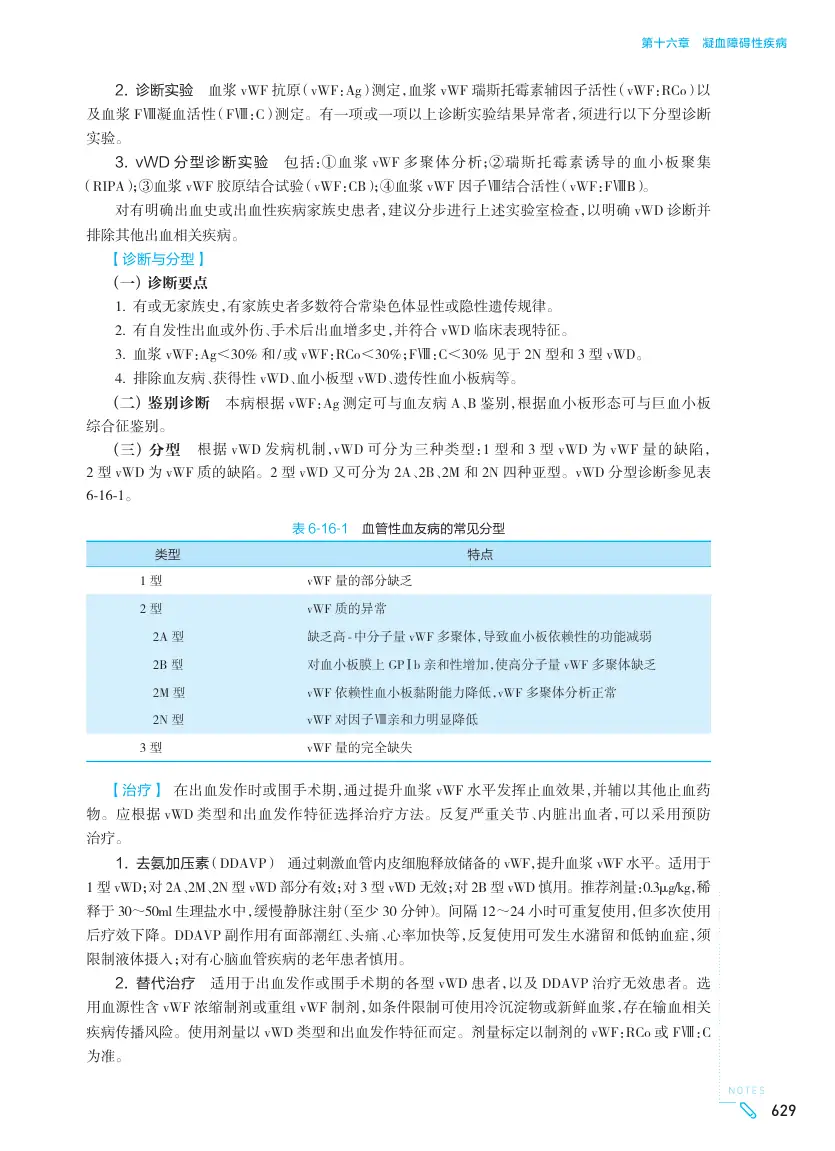 第十六章 凝血障碍性疾病
2. 诊断实验 血浆 vWF 抗原(vWF:Ag)测定,血浆 vWF 瑞斯托霉素辅因子活性(vWF:RCo)以
及血浆 FⅧ凝血活性(FⅧ:C)测定。有一项或一项以上诊断实验结果异常者,须进行以下分型诊断
实验。
3. vWD 分型诊断实验 包括:①血浆 vWF 多聚体分析;②瑞斯托霉素诱导的血小板聚集
(RIPA);③血浆 vWF 胶原结合试验(vWF:CB);④血浆 vWF 因子Ⅷ结合活性(vWF:FⅧB)。
对有明确出血史或出血性疾病家族史患者,建议分步进行上述实验室检查,以明确 vWD 诊断并
排除其他出血相关疾病。
【诊断与分型】
(一)诊断要点
1. 有或无家族史,有家族史者多数符合常染色体显性或隐性遗传规律。
2. 有自发性出血或外伤、手术后出血增多史,并符合 vWD 临床表现特征。
3. 血浆 vWF:Ag<30% 和/或 vWF:RCo<30%;FⅧ:C<30% 见于 2N 型和 3 型 vWD。
4. 排除血友病、获得性 vWD、血小板型 vWD、遗传性血小板病等。
(二)鉴别诊断 本病根据 vWF:Ag 测定可与血友病 A、B 鉴别,根据血小板形态可与巨血小板
综合征鉴别。
(三)分型 根据 vWD 发病机制,vWD 可分为三种类型:1 型和 3 型 vWD 为 vWF 量的缺陷,
2 型 vWD 为 vWF 质的缺陷。2 型 vWD 又可分为 2A、2B、2M 和 2N 四种亚型。vWD 分型诊断参见表
6-16-1。
表 6-16-1 血管性血友病的常见分型
类型 特点
1 型 vWF 量的部分缺乏
2 型 vWF 质的异常
2A 型 缺乏高-中分子量 vWF 多聚体,导致血小板依赖性的功能减弱
2B 型 对血小板膜上 GPⅠb 亲和性增加,使高分子量 vWF 多聚体缺乏
2M 型 vWF 依赖性血小板黏附能力降低,vWF 多聚体分析正常
2N 型 vWF 对因子Ⅷ亲和力明显降低
3 型 vWF 量的完全缺失
【治疗】 在出血发作时或围手术期,通过提升血浆 vWF 水平发挥止血效果,并辅以其他止血药
物。应根据 vWD 类型和出血发作特征选择治疗方法。反复严重关节、内脏出血者,可以采用预防
治疗。
1. 去氨加压素(DDAVP) 通过刺激血管内皮细胞释放储备的 vWF,提升血浆 vWF 水平。适用于
1 型 vWD;对 2A、2M、2N 型 vWD 部分有效;对 3 型 vWD 无效;对 2B 型 vWD 慎用。推荐剂量:0.3μg/kg,稀
释于 30～50ml 生理盐水中,缓慢静脉注射(至少 30 分钟)。间隔 12～24 小时可重复使用,但多次使用
后疗效下降。DDAVP 副作用有面部潮红、头痛、心率加快等,反复使用可发生水潴留和低钠血症,须
限制液体摄入;对有心脑血管疾病的老年患者慎用。
2. 替代治疗 适用于出血发作或围手术期的各型 vWD 患者,以及 DDAVP 治疗无效患者。选
用血源性含 vWF 浓缩制剂或重组 vWF 制剂,如条件限制可使用冷沉淀物或新鲜血浆,存在输血相关
疾病传播风险。使用剂量以 vWD 类型和出血发作特征而定。剂量标定以制剂的 vWF:RCo 或 FⅧ:C
为准。
NOTES
629